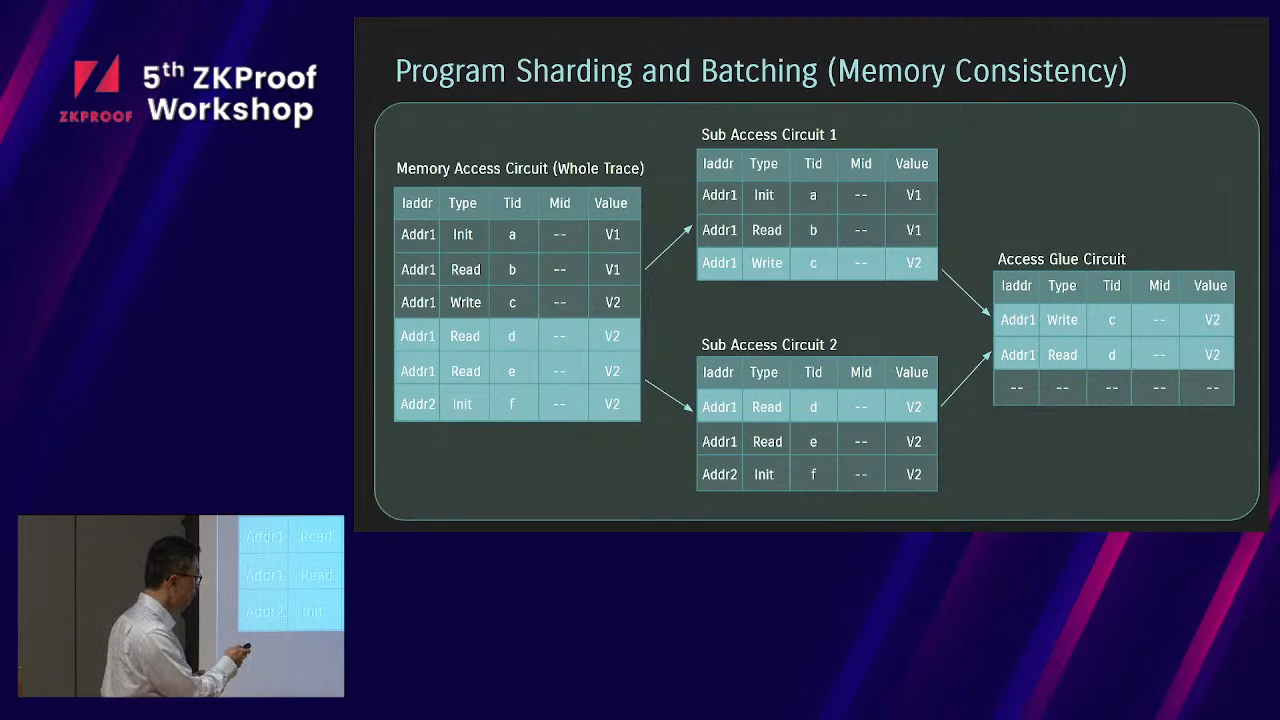 5th ZKProof
Workshop
ZKPROOF
Program Sharding and Batching (Memory Consistency)
Memory Access Circuit (Whole Trace)
Iaddr Type Tid Mid Value
Addr1 Init a -- V1
Addr1 Read b -- V1
Addr1 Write c -- V2
Addr1 Read d -- V2
Addr1 Read e -- V2
Addr2 Init f -- V2
Sub Access Circuit 1
Iaddr Type Tid Mid Value
Addr1 Init a -- V1
Addr1 Read b -- V1
Addr1 Write c -- V2
Sub Access Circuit 2
Iaddr Type Tid Mid Value
Addr1 Read d -- V2
Addr1 Read e -- V2
Addr2 Init f -- V2
Access Glue Circuit
Iaddr Type Tid Mid Value
Addr1 Write c -- V2
Addr1 Read d -- V2
-- -- -- -- --
Addr1 Read
Addr1 Read
Addr2 Init